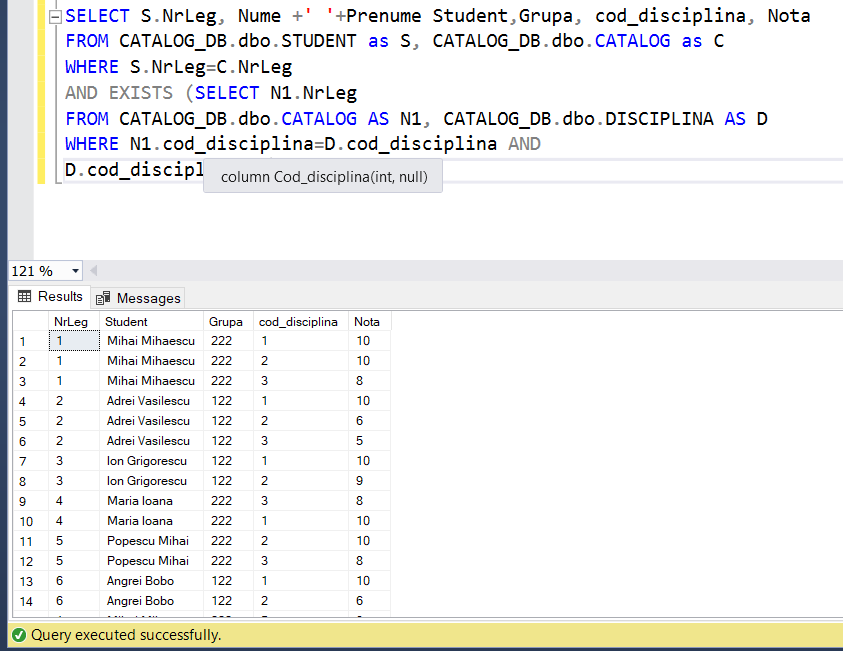 SELECT S.NrLeg, Nume +' '+Prenume Student,Grupa, cod_disciplina, Nota
FROM CATALOG_DB.dbo.STUDENT as S, CATALOG_DB.dbo.CATALOG as C
WHERE S.NrLeg=C.NrLeg
AND EXISTS (SELECT N1.NrLeg
FROM CATALOG_DB.dbo.CATALOG AS N1, CATALOG_DB.dbo.DISCIPLINA AS D
WHERE N1.cod_disciplina=D.cod_disciplina AND
D.cod_discipl
column Cod_disciplina(int, null)
121 %
Results Messages
NrLeg Student Grupa cod_disciplina Nota
1 1 Mihai Mihaescu 222 1 10
2 1 Mihai Mihaescu 222 2 10
3 1 Mihai Mihaescu 222 3 8
4 2 Adrei Vasilescu 122 1 10
5 2 Adrei Vasilescu 122 2 6
6 2 Adrei Vasilescu 122 3 5
7 3 Ion Grigorescu 122 1 10
8 3 Ion Grigorescu 122 2 9
9 4 Maria Ioana 222 3 8
10 4 Maria Ioana 222 1 10
11 5 Popescu Mihai 222 2 10
12 5 Popescu Mihai 222 3 8
13 6 Angrei Bobo 122 1 10
14 6 Angrei Bobo 122 2 6
Query executed successfully.